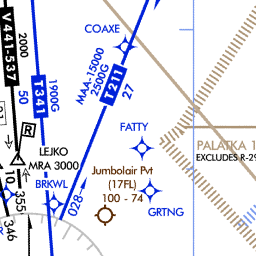 COAXE
V 441-537
2000
50
T341
1900G
MAA-15000
2500G
T211
27
R
LEJKO
MRA 3000
FATTY
PALATKA 1
EXCLUDES R-29
10
355
346
BRKWL
028
Jumbolair Pvt
(17FL)
100 - 74
GRTNG